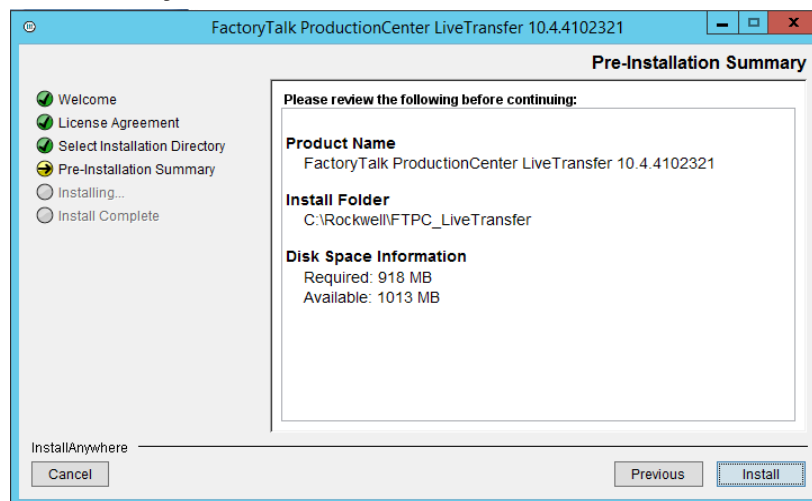 FactoryTalk ProductionCenter LiveTransfer 10.4.4102321
Pre-Installation Summary
Welcome
License Agreement
Select Installation Directory
Pre-Installation Summary
Installing...
Install Complete
Please review the following before continuing:
Product Name
FactoryTalk ProductionCenter LiveTransfer 10.4.4102321
Install Folder
C:\Rockwell\FTPC_LiveTransfer
Disk Space Information
Required: 918 MB
Available: 1013 MB
InstallAnywhere
Cancel
Previous
Install